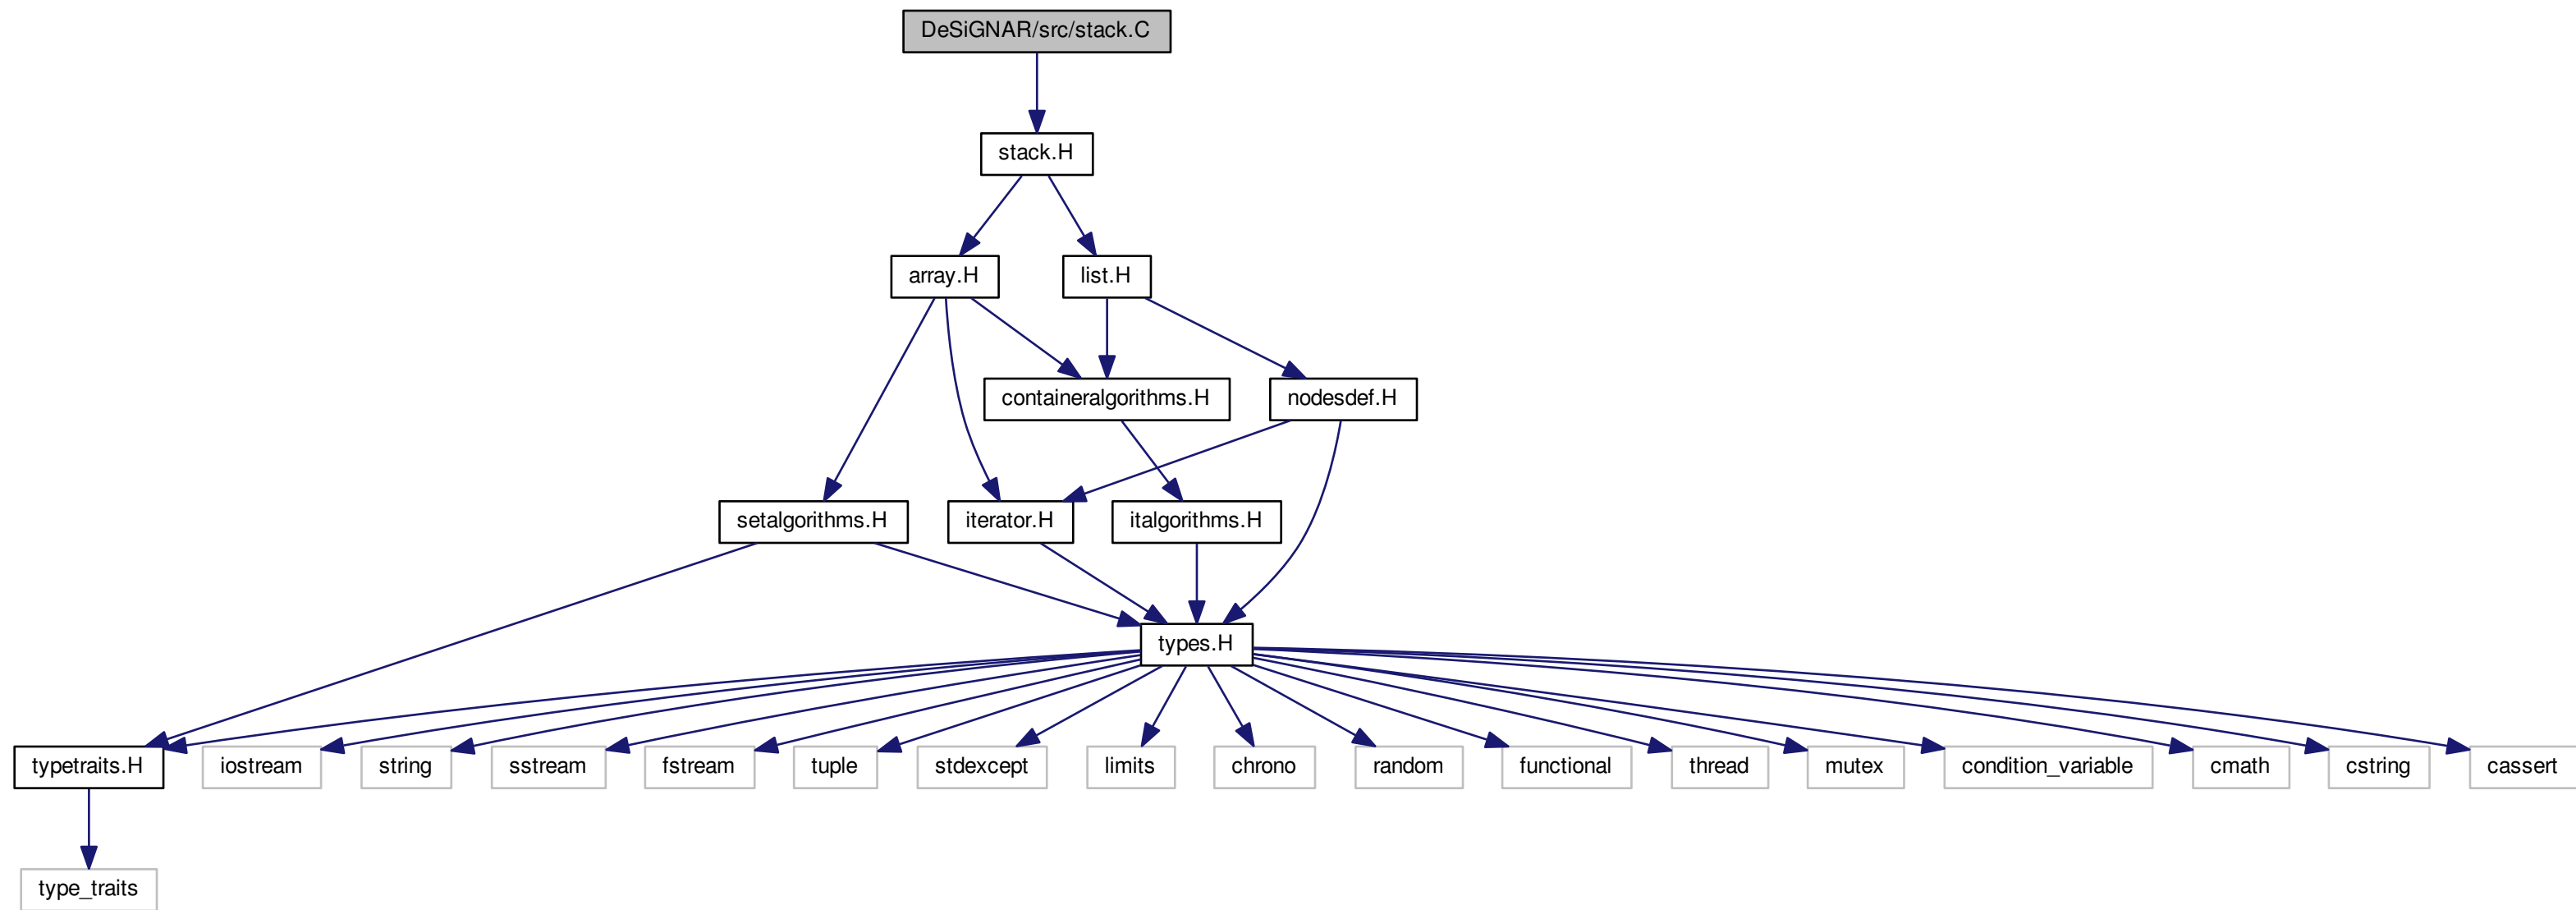 DeSiGNAR/src/stack.C
stack.H
array.H
list.H
containeralgorithms.H
nodesdef.H
setalgorithms.H
iterator.H
italgorithms.H
types.H
typetraits.H
iostream
string
sstream
fstream
tuple
stdexcept
limits
chrono
random
functional
thread
mutex
condition_variable
cmath
cstring
cassert
type_traits